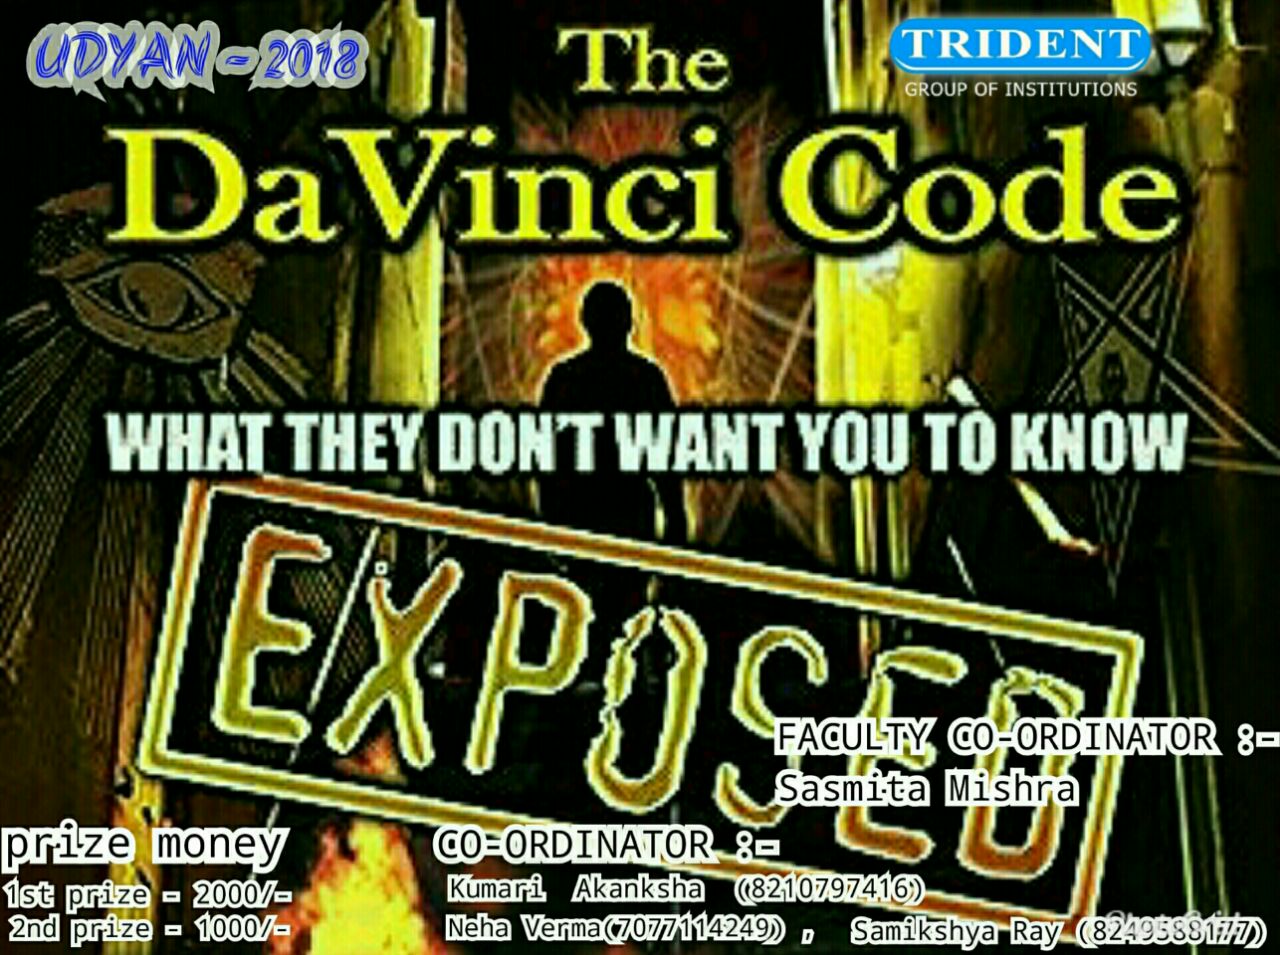 UDYAN - 2018
TRIDENT
GROUP OF INSTITUTIONS
The
DaVinci Code
WHAT THEY DON'T WANT YOU TO KNOW
EXPOSED
FACULTY CO-ORDINATOR :-
Sasmita Mishra
prize money
1st prize - 2000/-
2nd prize - 1000/-
CO-ORDINATOR :-
Kumari Akanksha (8210797416)
Neha Verma(7077114249) , Samikshya Ray (8249588177)